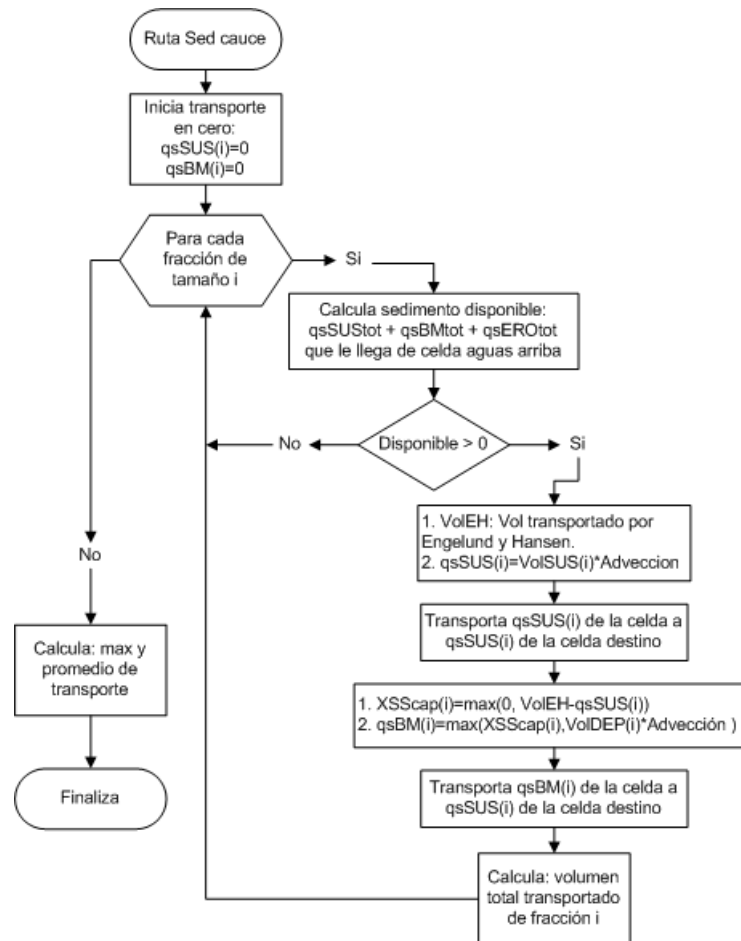 Ruta Sed cauce
Inicia transporte
en cero:
qsSUS(i)=0
qsBM(i)=0
Para cada
fracción de
tamaño i
Si
Calcula sedimento disponible:
qsSUStot + qsBMtot + qsEROtot
que le llega de celda aguas arriba
No
Disponible > 0
Si
1. VolEH: Vol transportado por
Engelund y Hansen.
2. qsSUS(i)=VolSUS(i)*Adveccion
No
Transporta qsSUS(i) de la celda a
qsSUS(i) de la celda destino
Calcula: max y
promedio de
transporte
1. XSScap(i)=max(0, VolEH-qsSUS(i))
2. qsBM(i)=max(XSScap(i),VolDEP(i)*Advección )
Finaliza
Transporta qsBM(i) de la celda a
qsSUS(i) de la celda destino
Calcula: volumen
total transportado
de fracción i